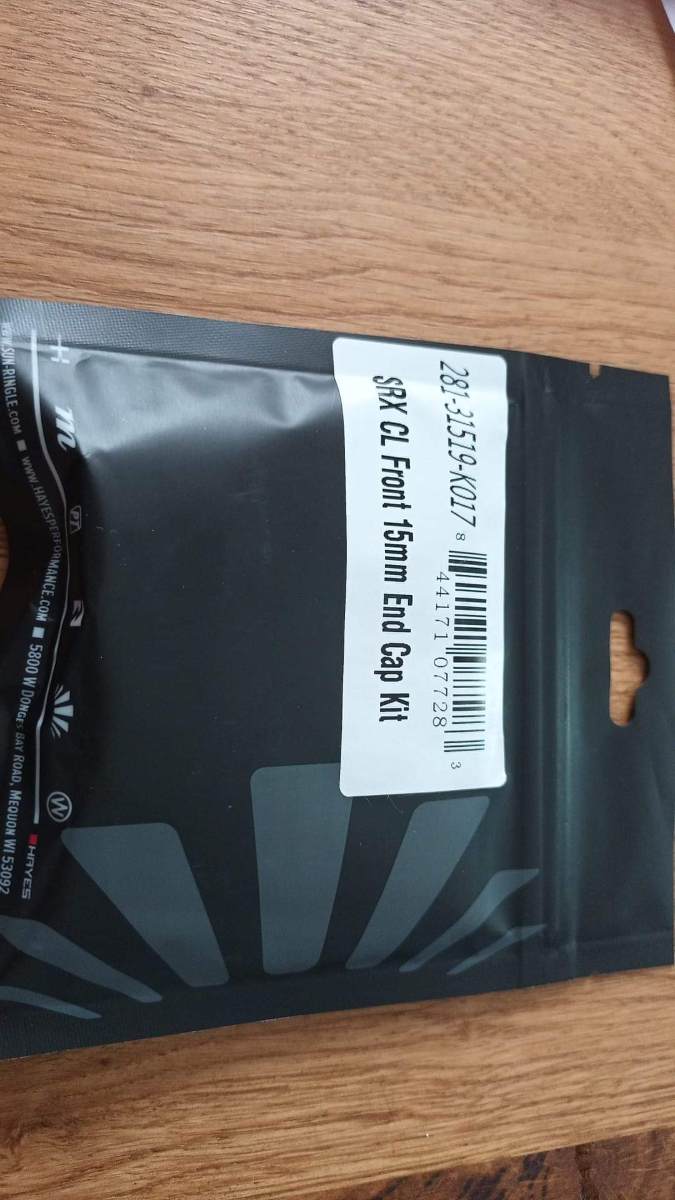 281-31519-K017
8 44171 07728 3
SRX CL Front 15mm End Cap Kit
H m PT W HAYES
WWW.SUN-RINGLE.COM ■ WWW.HAYESPERFORMANCE.COM ■ 5800 W DONGES BAY ROAD, MEQUON WI 53092